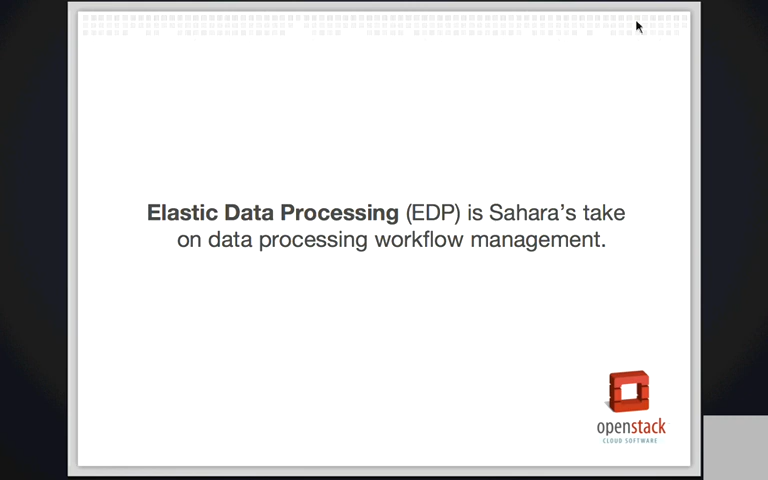 Elastic Data Processing (EDP) is Sahara's take
on data processing workflow management.
openstack
CLOUD SOFTWARE